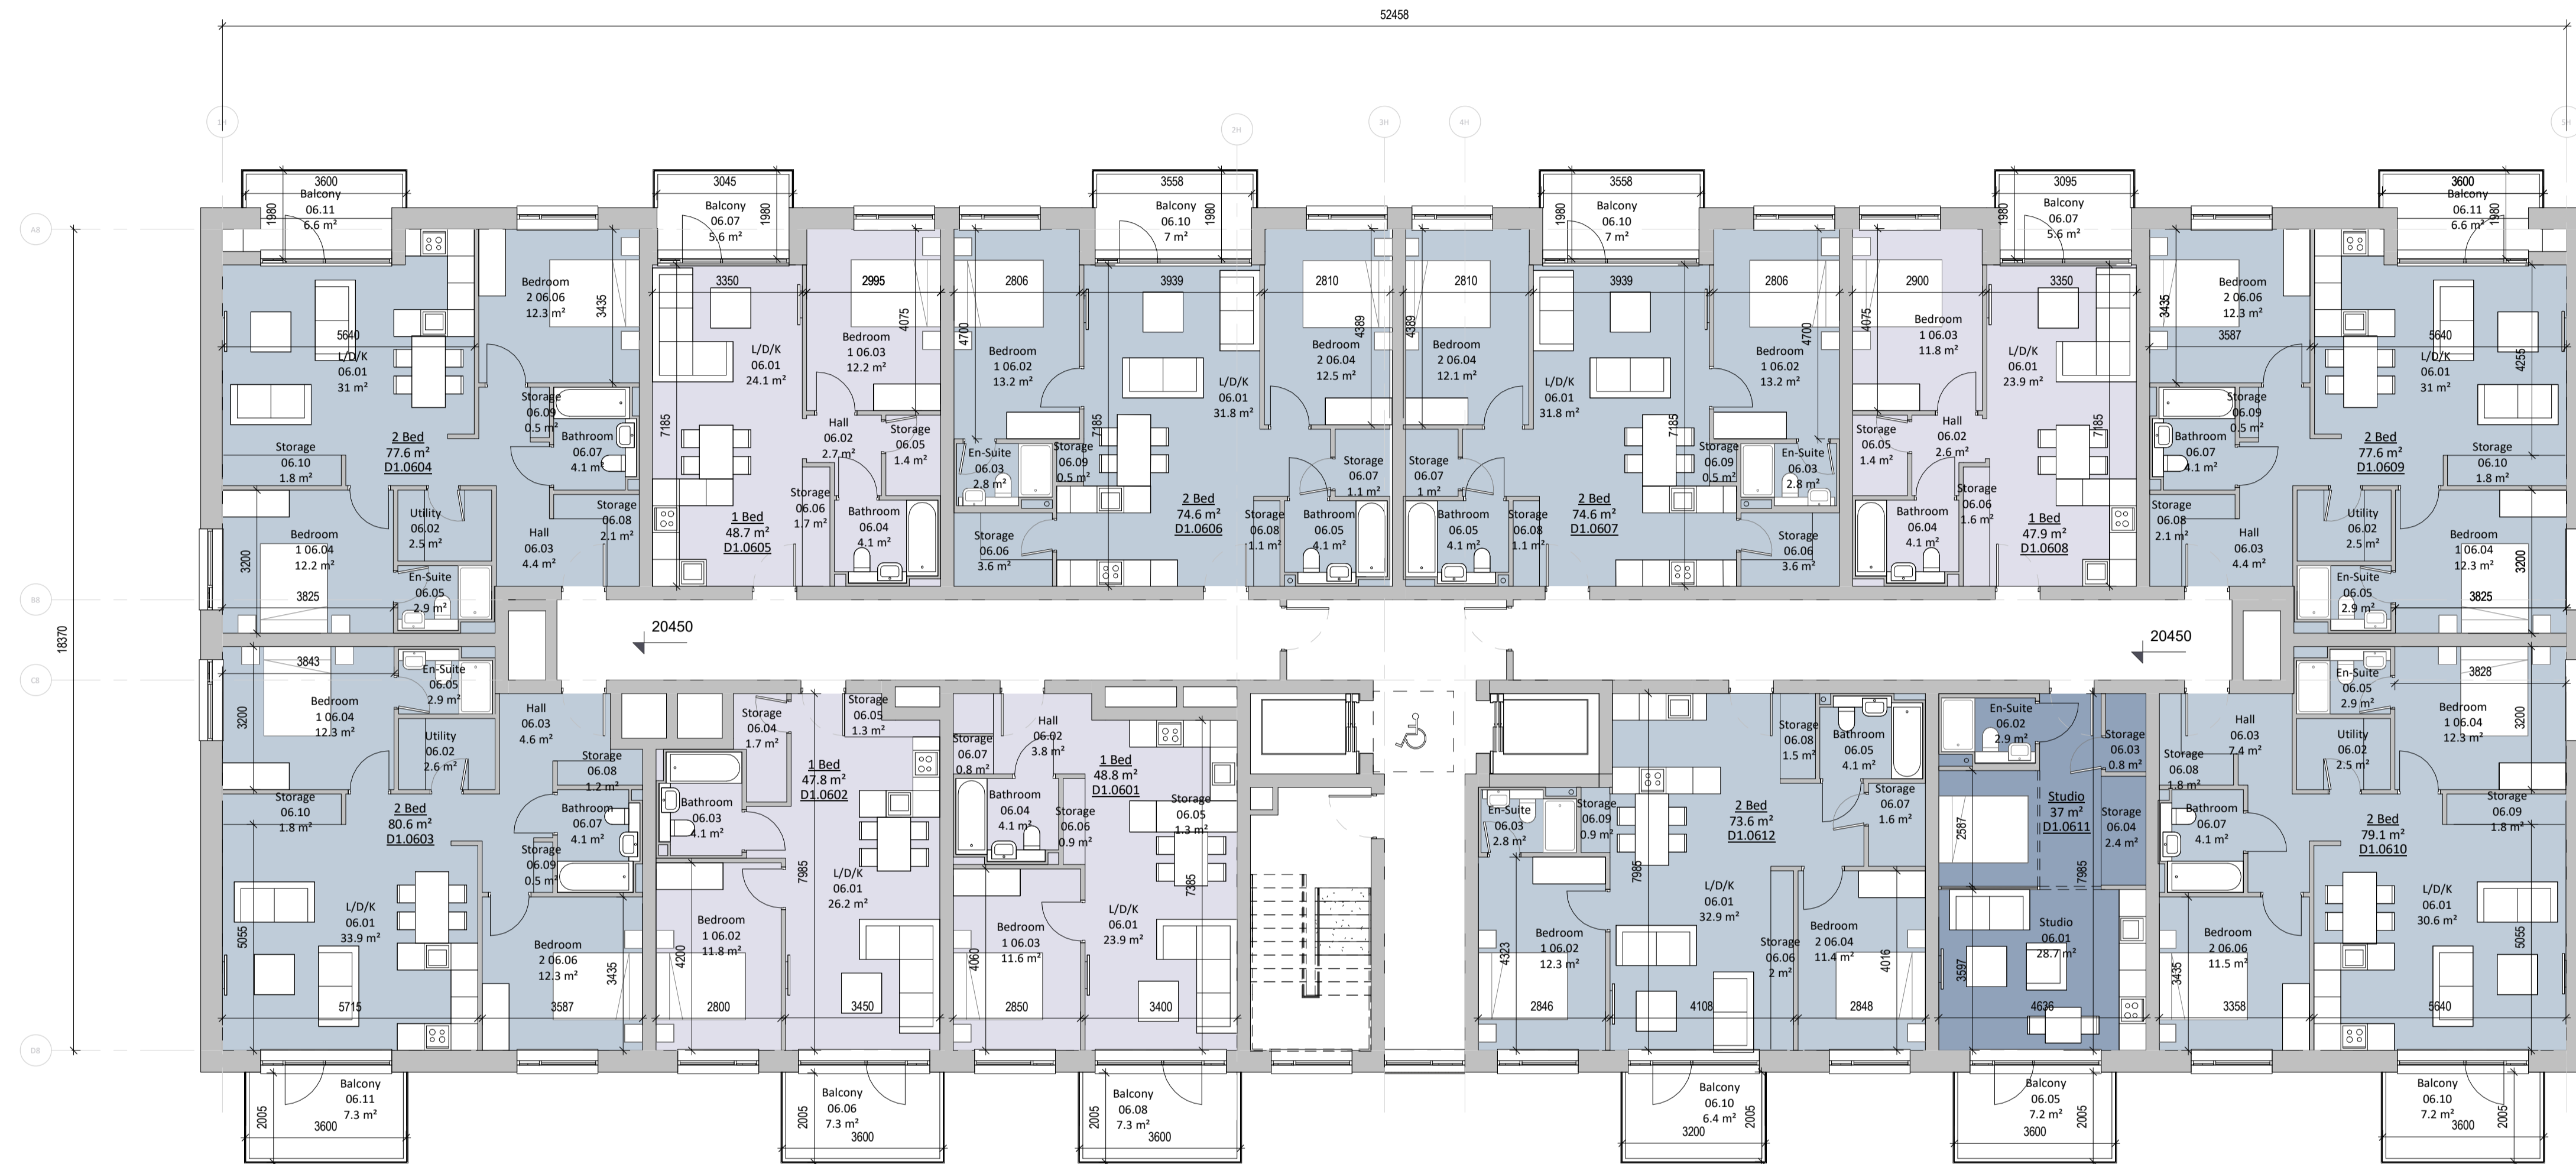 52458
1H
2H
3H
4H
5H
A8
B8
C8
D8
18370
3600
Balcony
06.11
6.6 m²
1980
5640
L/D/K
06.01
31 m²
Bedroom
2 06.06
12.3 m²
3435
Storage
06.09
0.5 m²
Bathroom
06.07
4.1 m²
2 Bed
77.6 m²
D1.0604
Storage
06.10
1.8 m²
Utility
06.02
2.5 m²
Bedroom
1 06.04
12.2 m²
3200
3825
En-Suite
06.05
2.9 m²
Hall
06.03
4.4 m²
Storage
06.08
2.1 m²
3045
Balcony
06.07
5.6 m²
1980
3350
2995
L/D/K
06.01
24.1 m²
Bedroom
1 06.03
12.2 m²
4075
7185
Hall
06.02
2.7 m²
Storage
06.05
1.4 m²
Storage
06.06
1.7 m²
Bathroom
06.04
4.1 m²
1 Bed
48.7 m²
D1.0605
3558
Balcony
06.10
7 m²
1980
2806
3939
2810
4700
Bedroom
1 06.02
13.2 m²
L/D/K
06.01
31.8 m²
Bedroom
2 06.04
12.5 m²
4389
7185
En-Suite
06.03
2.8 m²
Storage
06.09
0.5 m²
Storage
06.06
3.6 m²
2 Bed
74.6 m²
D1.0606
Storage
06.07
1.1 m²
Storage
06.08
1.1 m²
Bathroom
06.05
4.1 m²
3558
Balcony
06.10
7 m²
1980
2810
3939
2806
4389
Bedroom
2 06.04
12.1 m²
L/D/K
06.01
31.8 m²
Bedroom
1 06.02
13.2 m²
4700
7185
Storage
06.07
1 m²
Bathroom
06.05
4.1 m²
Storage
06.08
1.1 m²
2 Bed
74.6 m²
D1.0607
Storage
06.09
0.5 m²
En-Suite
06.03
2.8 m²
Storage
06.06
3.6 m²
3095
Balcony
06.07
5.6 m²
1980
2900
3350
4075
Bedroom
1 06.03
11.8 m²
L/D/K
06.01
23.9 m²
7185
Storage
06.05
1.4 m²
Hall
06.02
2.6 m²
Storage
06.06
1.6 m²
Bathroom
06.04
4.1 m²
1 Bed
47.9 m²
D1.0608
3600
Balcony
06.11
6.6 m²
1980
3435
Bedroom
2 06.06
12.3 m²
3587
5640
L/D/K
06.01
31 m²
4255
Storage
06.09
0.5 m²
Bathroom
06.07
4.1 m²
2 Bed
77.6 m²
D1.0609
Storage
06.10
1.8 m²
Storage
06.08
2.1 m²
Hall
06.03
4.4 m²
Utility
06.02
2.5 m²
Bedroom
1 06.04
12.3 m²
3200
En-Suite
06.05
2.9 m²
3825
20450
20450
3843
Bedroom
1 06.04
12.3 m²
3200
En-Suite
06.05
2.9 m²
Utility
06.02
2.6 m²
Hall
06.03
4.6 m²
Storage
06.08
1.2 m²
Storage
06.10
1.8 m²
2 Bed
80.6 m²
D1.0603
Bathroom
06.07
4.1 m²
Storage
06.09
0.5 m²
L/D/K
06.01
33.9 m²
5055
Bedroom
2 06.06
12.3 m²
3435
5715
3587
Balcony
06.11
7.3 m²
2005
3600
Storage
06.04
1.7 m²
Storage
06.05
1.3 m²
1 Bed
47.8 m²
D1.0602
Bathroom
06.03
4.1 m²
7985
L/D/K
06.01
26.2 m²
Bedroom
1 06.02
11.8 m²
4200
2800
3450
Balcony
06.06
7.3 m²
2005
3600
Storage
06.07
0.8 m²
Hall
06.02
3.8 m²
1 Bed
48.8 m²
D1.0601
Bathroom
06.04
4.1 m²
Storage
06.06
0.9 m²
Storage
06.05
1.3 m²
7385
L/D/K
06.01
23.9 m²
Bedroom
1 06.03
11.6 m²
4060
2850
3400
Balcony
06.08
7.3 m²
2005
3600
En-Suite
06.03
2.8 m²
Storage
06.09
0.9 m²
2 Bed
73.6 m²
D1.0612
Storage
06.08
1.5 m²
Bathroom
06.05
4.1 m²
Storage
06.07
1.6 m²
7985
L/D/K
06.01
32.9 m²
Bedroom
1 06.02
12.3 m²
4323
Storage
06.06
2 m²
Bedroom
2 06.04
11.4 m²
4016
2846
4108
2848
Balcony
06.10
6.4 m²
2005
3200
En-Suite
06.02
2.9 m²
Storage
06.03
0.8 m²
Studio
37 m²
D1.0611
Storage
06.04
2.4 m²
2587
7985
Studio
06.01
28.7 m²
3597
4636
Balcony
06.05
7.2 m²
2005
3600
Hall
06.03
7.4 m²
Storage
06.08
1.8 m²
Bathroom
06.07
4.1 m²
En-Suite
06.05
2.9 m²
3828
Bedroom
1 06.04
12.3 m²
3200
Utility
06.02
2.5 m²
Storage
06.09
1.8 m²
2 Bed
79.1 m²
D1.0610
L/D/K
06.01
30.6 m²
5055
Bedroom
2 06.06
11.5 m²
3435
3358
5640
Balcony
06.10
7.2 m²
2005
3600